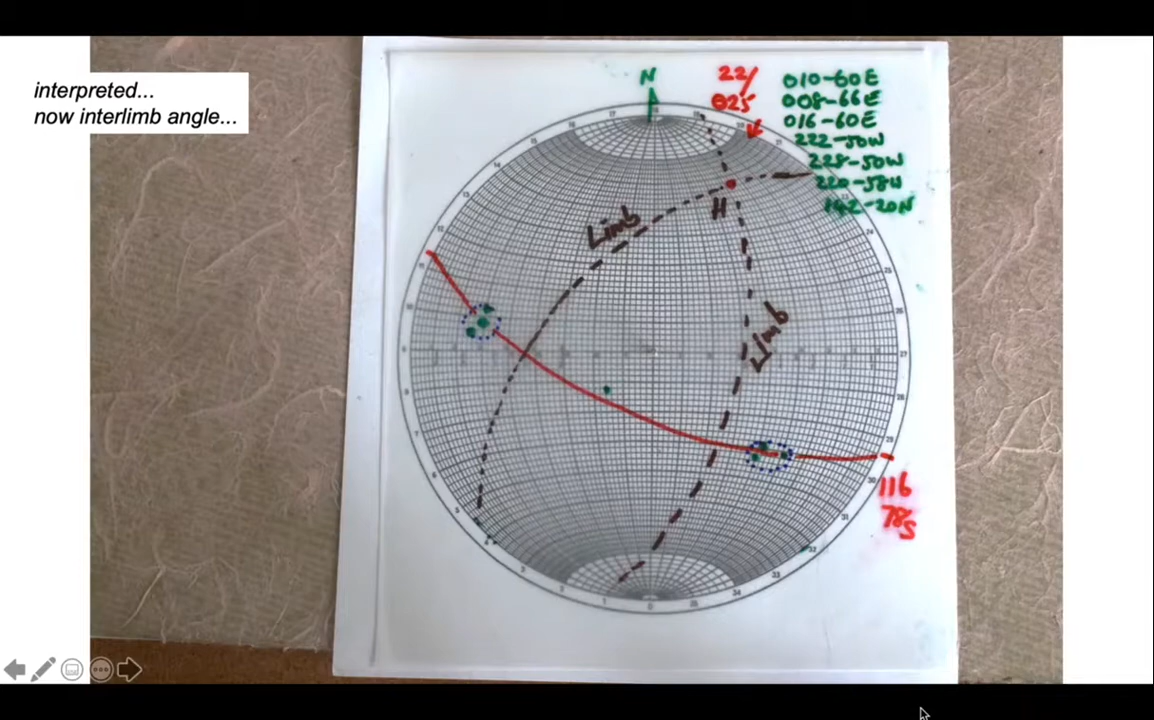 interpreted...
now interlimb angle...
N
22/
025
010-60E
008-66E
016-60E
222-50W
228-50W
220-58W
142-20N
H
Limb
Limb
116
78S